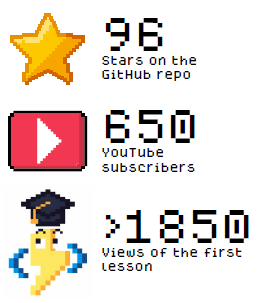 96
Stars on the
GitHub repo
650
YouTube
subscribers
>1850
Views of the first
lesson